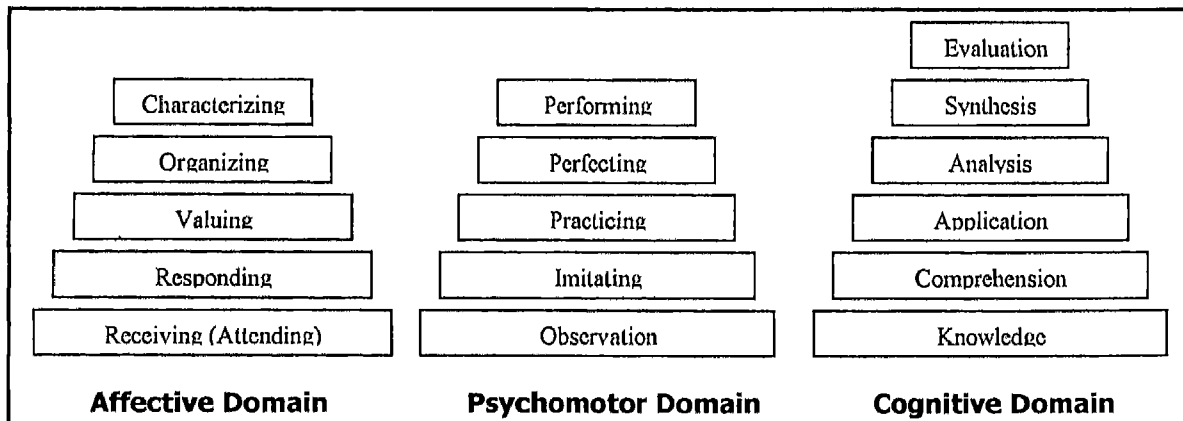 Evaluation
Characterizing Performing Synthesis
Organizing Perfecting Analysis
Valuing Practicing Application
Responding Imitating Comprehension
Receiving (Attending) Observation Knowledge
Affective Domain Psychomotor Domain Cognitive Domain